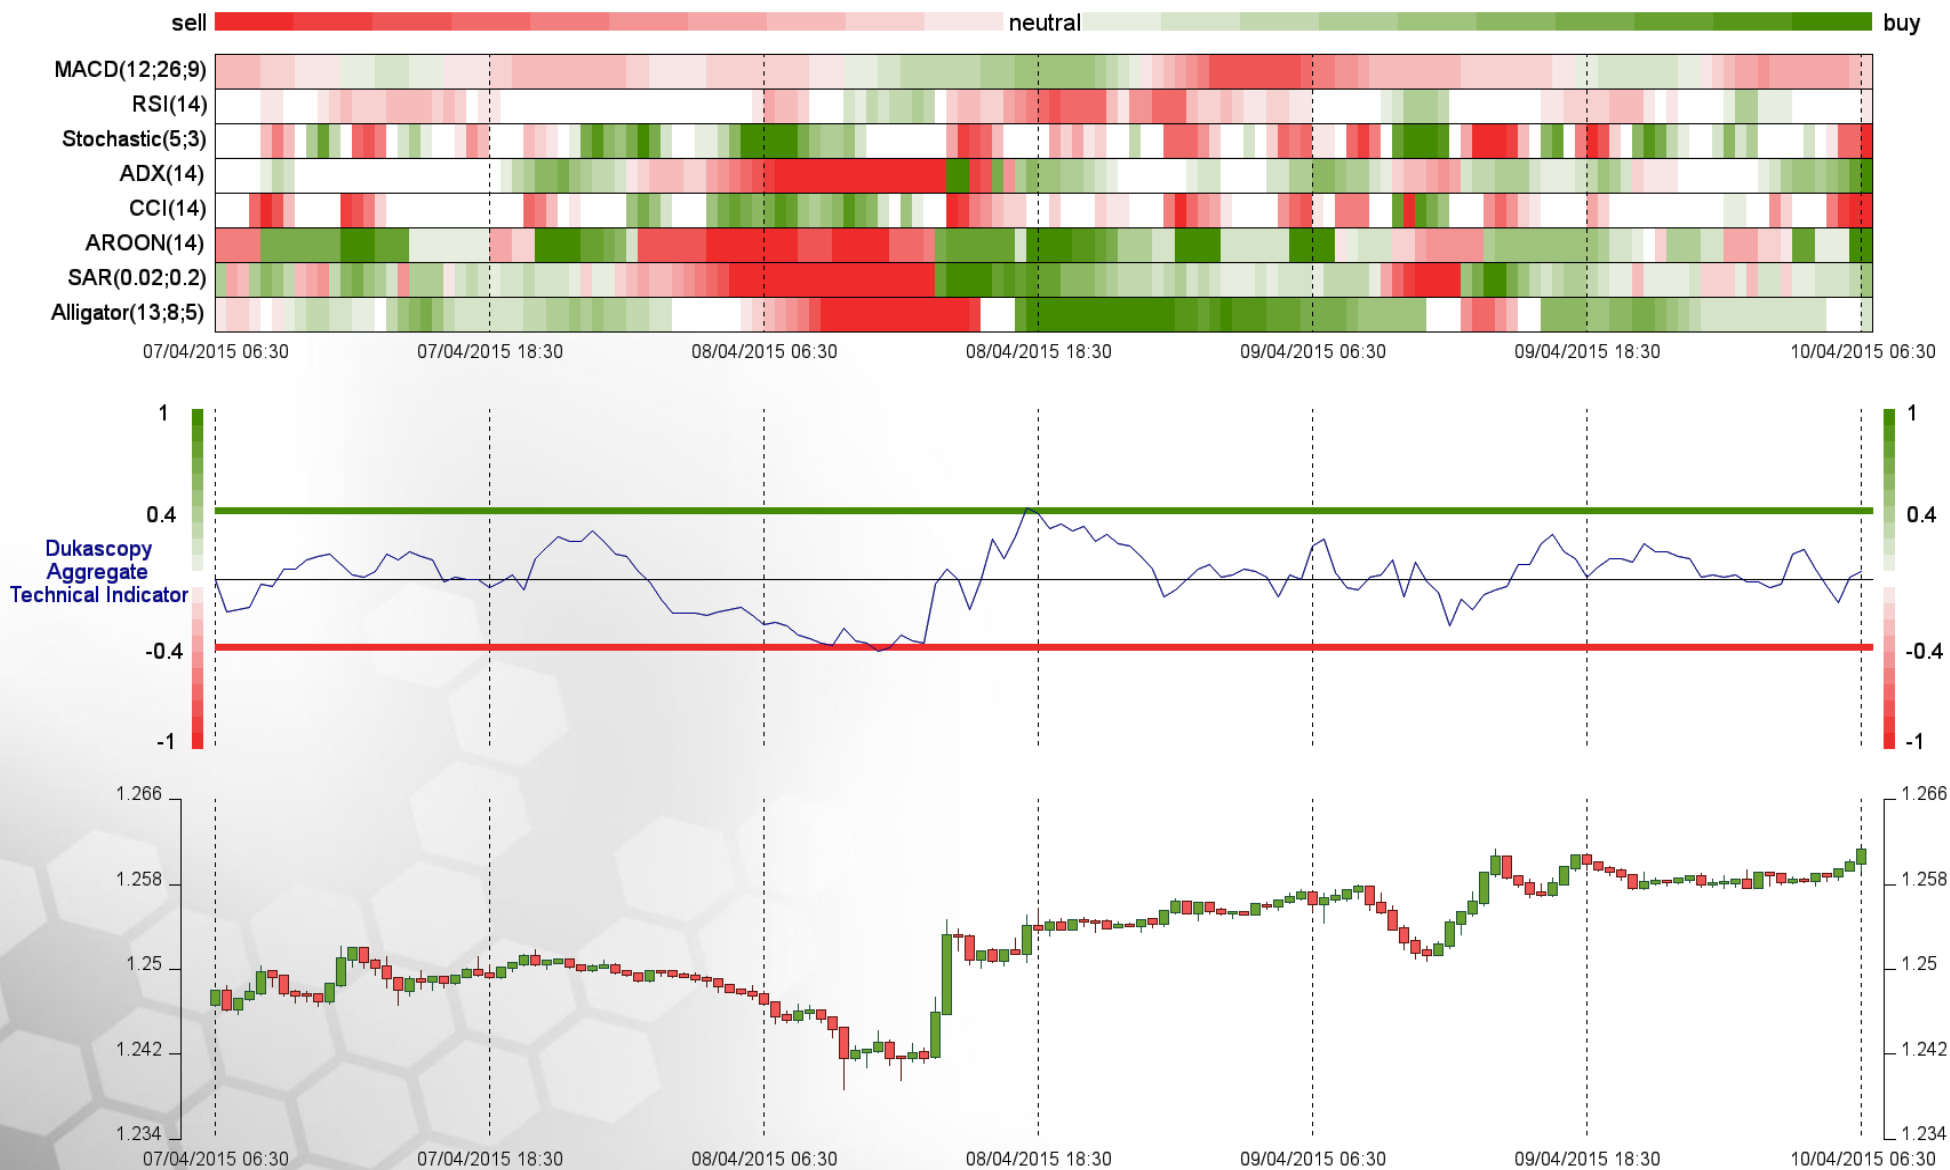 sell neutral buy
MACD(12;26;9)
RSI(14)
Stochastic(5;3)
ADX(14)
CCI(14)
AROON(14)
SAR(0.02;0.2)
Alligator(13;8;5)
07/04/2015 06:30 07/04/2015 18:30 08/04/2015 06:30 08/04/2015 18:30 09/04/2015 06:30 09/04/2015 18:30 10/04/2015 06:30
1 1
0.4 0.4
Dukascopy
Aggregate
Technical Indicator
-0.4 -0.4
-1 -1
1.266 1.266
1.258 1.258
1.25 1.25
1.242 1.242
1.234 1.234
07/04/2015 06:30 07/04/2015 18:30 08/04/2015 06:30 08/04/2015 18:30 09/04/2015 06:30 09/04/2015 18:30 10/04/2015 06:30